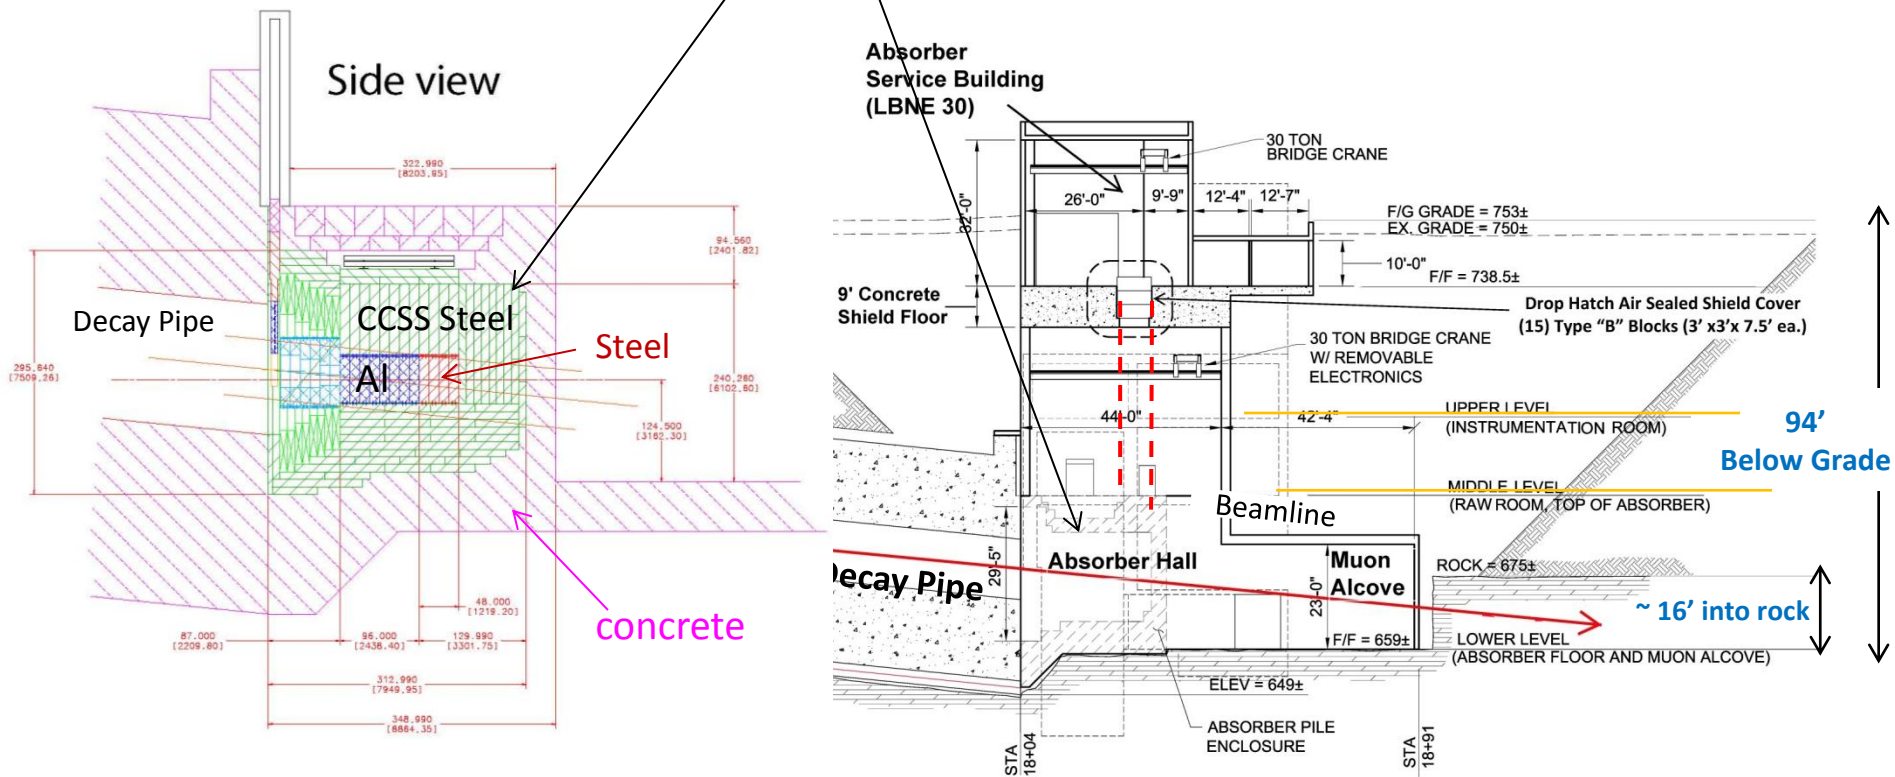 Side view
322.990
[8203.95]
94.560
[2401.82]
Decay Pipe
CCSS Steel
Steel
Al
295.640
[7509.26]
240.260
[6102.60]
124.500
[3162.30]
48.000
[1219.20]
87.000
[2209.80]
96.000
[2438.40]
129.990
[3301.75]
concrete
312.990
[7949.95]
348.990
[8864.35]
Absorber
Service Building
(LBNE 30)
30 TON
BRIDGE CRANE
26'-0"
9'-9"
12'-4"
12'-7"
F/G GRADE = 753±
EX. GRADE = 750±
10'-0"
F/F = 738.5±
9' Concrete
Shield Floor
Drop Hatch Air Sealed Shield Cover
(15) Type “B” Blocks (3’ x3’x 7.5’ ea.)
30 TON BRIDGE CRANE
W/ REMOVABLE
ELECTRONICS
44'-0"
42'-4"
UPPER LEVEL
(INSTRUMENTATION ROOM)
94’
Below Grade
MIDDLE LEVEL
(RAW ROOM, TOP OF ABSORBER)
Beamline
29'-5"
Absorber Hall
Muon
Alcove
Decay Pipe
23'-0"
ROCK = 675±
~ 16’ into rock
F/F = 659±
LOWER LEVEL
(ABSORBER FLOOR AND MUON ALCOVE)
ELEV = 649±
ABSORBER PILE
ENCLOSURE
STA
18+04
STA
18+91